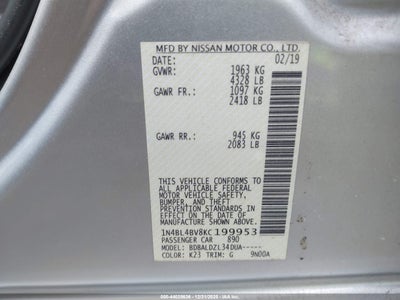 MFD BY NISSAN MOTOR CO., LTD.
DATE: 02/19
GVWR: 1963 KG
4328 LB
GAWR FR.: 1097 KG
2418 LB
GAWR RR.: 945 KG
2083 LB
THIS VEHICLE CONFORMS TO
ALL APPLICABLE FEDERAL
MOTOR VEHICLE SAFETY,
BUMPER, AND THEFT
PREVENTION STANDARDS IN
EFFECT ON THE DATE OF
MANUFACTURE SHOWN ABOVE.
1N4BL4BV8KC199953
PASSENGER CAR 890
MODEL: BDBALDZL34DUA-----
COLOR: K23 TRIM: G 9N00A